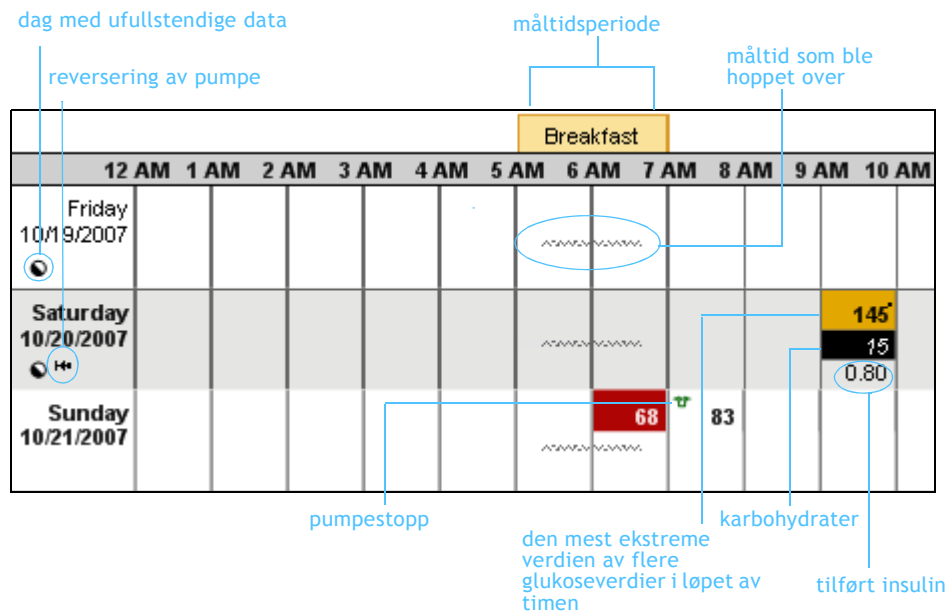 dag med ufullstendige data
måltidsperiode
måltid som ble
hoppet over
reversering av pumpe
Breakfast
12 AM 1 AM 2 AM 3 AM 4 AM 5 AM 6 AM 7 AM 8 AM 9 AM 10 AM
Friday
10/19/2007
Saturday
10/20/2007
145
15
0.80
Sunday
10/21/2007
68
83
pumpestopp
karbohydrater
den mest ekstreme
verdien av flere
glukoseverdier i løpet av
timen
tilført insulin